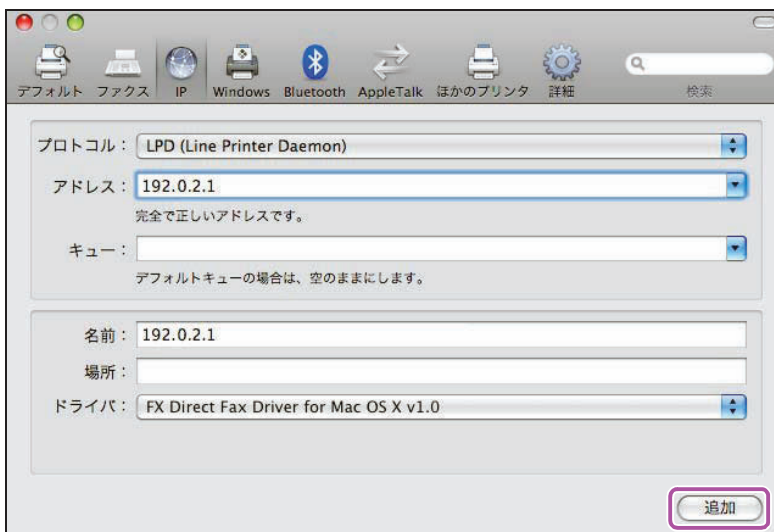 デフォルト ファクス IP Windows Bluetooth AppleTalk ほかのプリンタ 詳細 検索
プロトコル： LPD (Line Printer Daemon)
アドレス： 192.0.2.1
完全で正しいアドレスです。
キュー：
デフォルトキューの場合は、空のままにします。
名前： 192.0.2.1
場所：
ドライバ： FX Direct Fax Driver for Mac OS X v1.0
追加